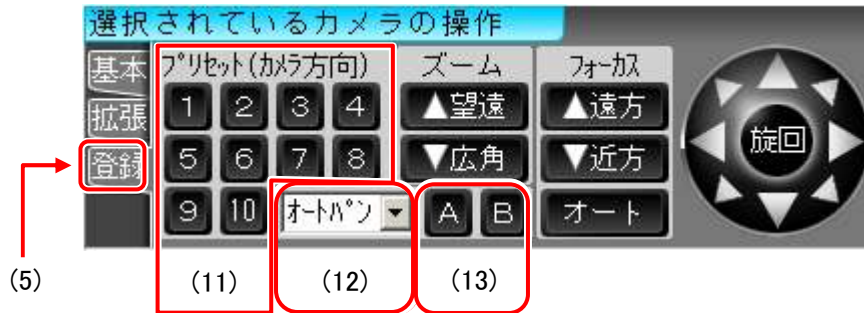 選択されているカメラの操作
基本 プリセット(カメラ方向) ズーム フォーカス
拡張 1 2 3 4 ▲望遠 ▲遠方
登録 5 6 7 8 ▼広角 ▼近方 旋回
9 10 オートパン A B オート
(5) (11) (12) (13)